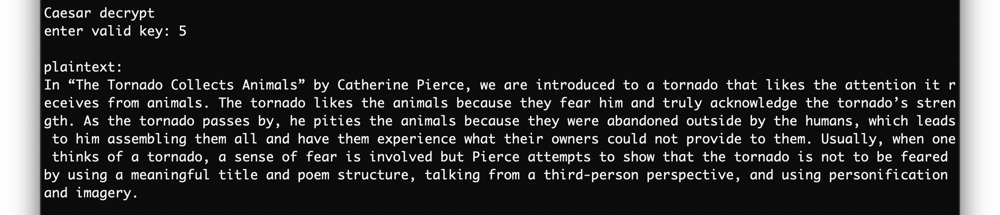 Caesar decrypt
enter valid key: 5
plaintext:
In “The Tornado Collects Animals” by Catherine Pierce, we are introduced to a tornado that likes the attention it r
eceives from animals. The tornado likes the animals because they fear him and truly acknowledge the tornado’s stren
gth. As the tornado passes by, he pities the animals because they were abandoned outside by the humans, which leads
 to him assembling them all and have them experience what their owners could not provide to them. Usually, when one
 thinks of a tornado, a sense of fear is involved but Pierce attempts to show that the tornado is not to be feared
by using a meaningful title and poem structure, talking from a third-person perspective, and using personification
and imagery.